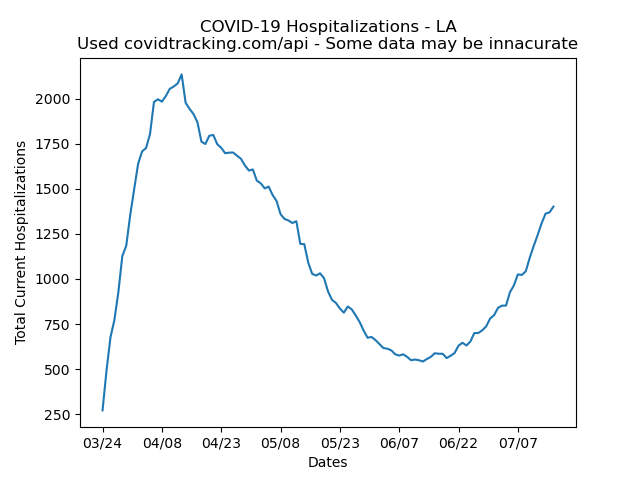 COVID-19 Hospitalizations - LA
Used covidtracking.com/api - Some data may be innacurate
Total Current Hospitalizations
2000
1750
1500
1250
1000
750
500
250
03/24 04/08 04/23 05/08 05/23 06/07 06/22 07/07
Dates